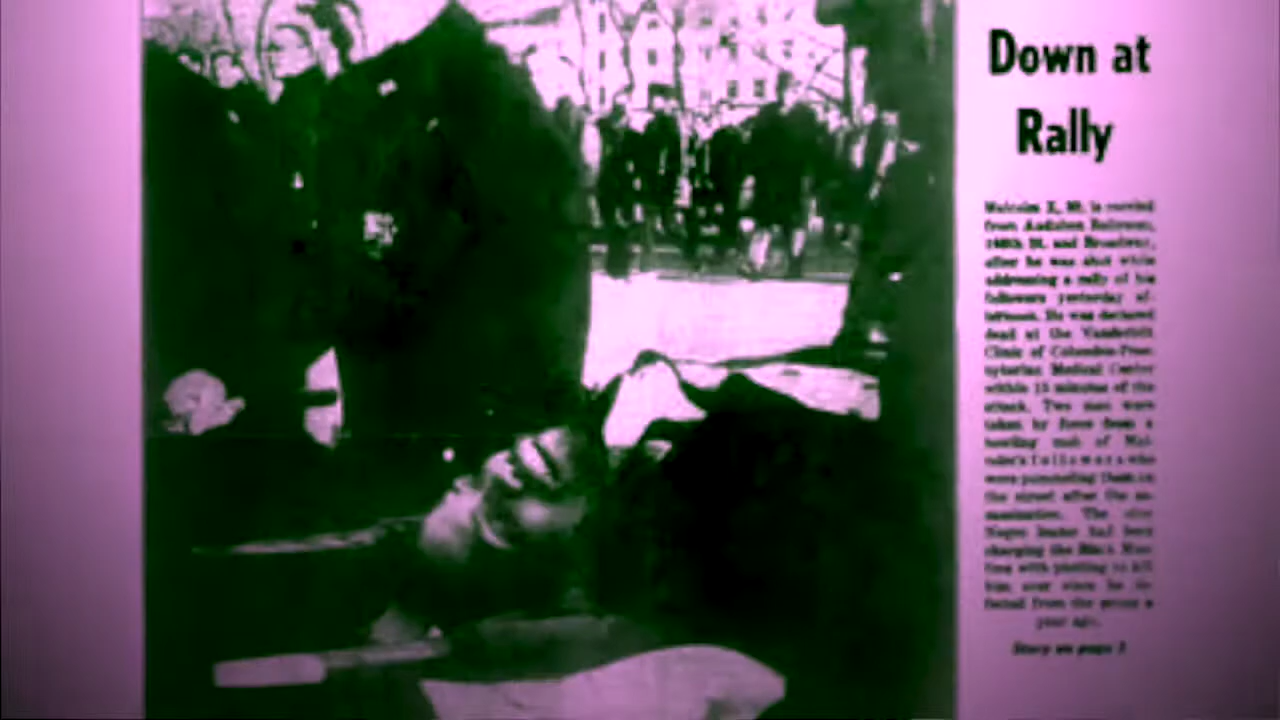 Down at
Rally
Malcolm X, 39, is carried
from Audubon Ballroom,
166th St. and Broadway,
after he was shot while
addressing a rally of his
followers yesterday af-
ternoon. He was declared
dead at the Vanderbilt
Clinic of Columbia-Pres-
byterian Medical Center
within 15 minutes of the
attack. Two men were
taken by force from a
howling mob of Mal-
colm's followers who
were pummeling them in
the street after the as-
sassination. The
Negro leader had been
charging the Black Mus-
lims with plotting to kill
him ever since he de-
fected from the group a
year ago.
Story on page 3